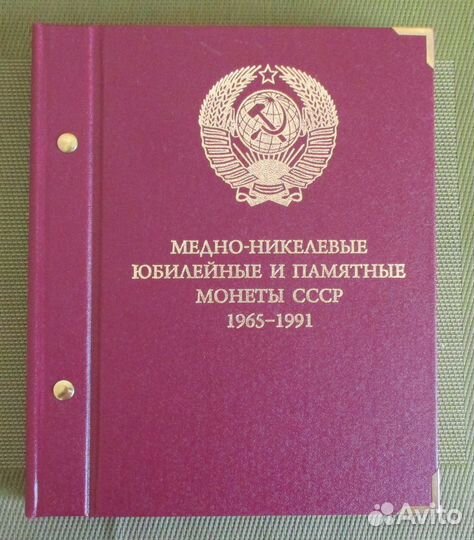 МЕДНО-НИКЕЛЕВЫЕ
ЮБИЛЕЙНЫЕ И ПАМЯТНЫЕ
МОНЕТЫ СССР
1965–1991
Avito